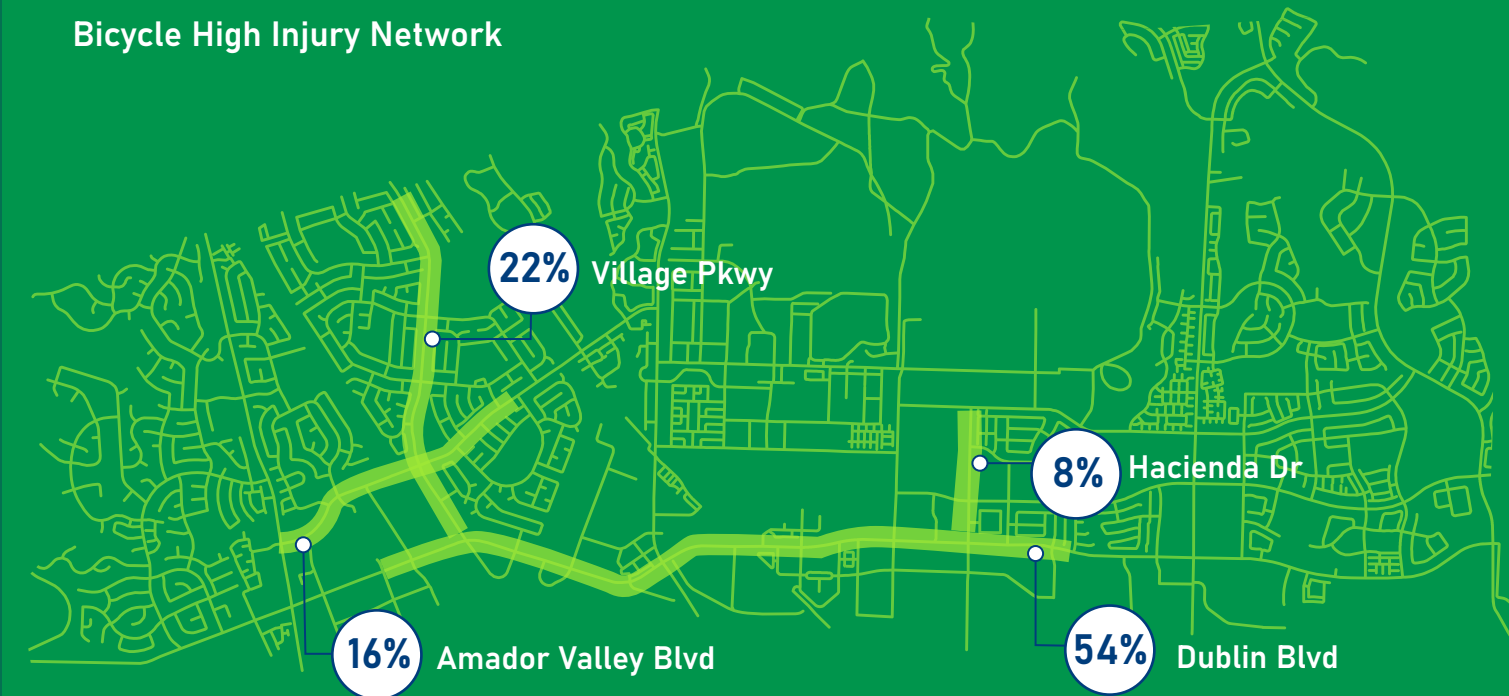 Bicycle High Injury Network
22% Village Pkwy
8% Hacienda Dr
16% Amador Valley Blvd
54% Dublin Blvd